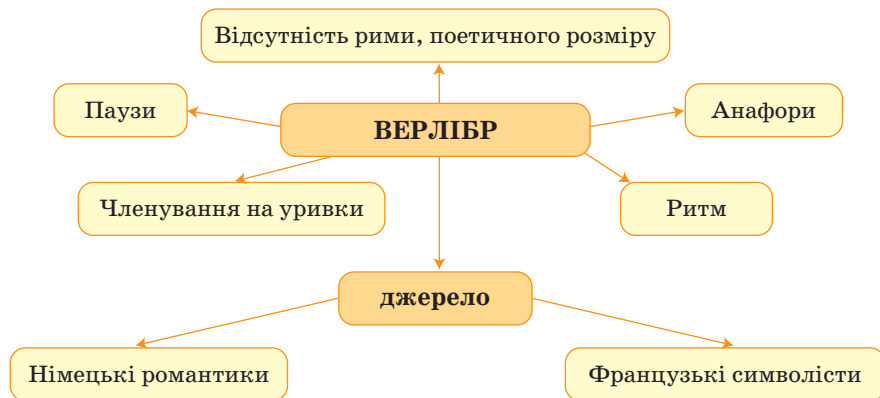 Відсутність рими, поетичного розміру
Паузи
ВЕРЛІБР
Анафори
Членування на уривки
Ритм
джерело
Німецькі романтики
Французькі символісти